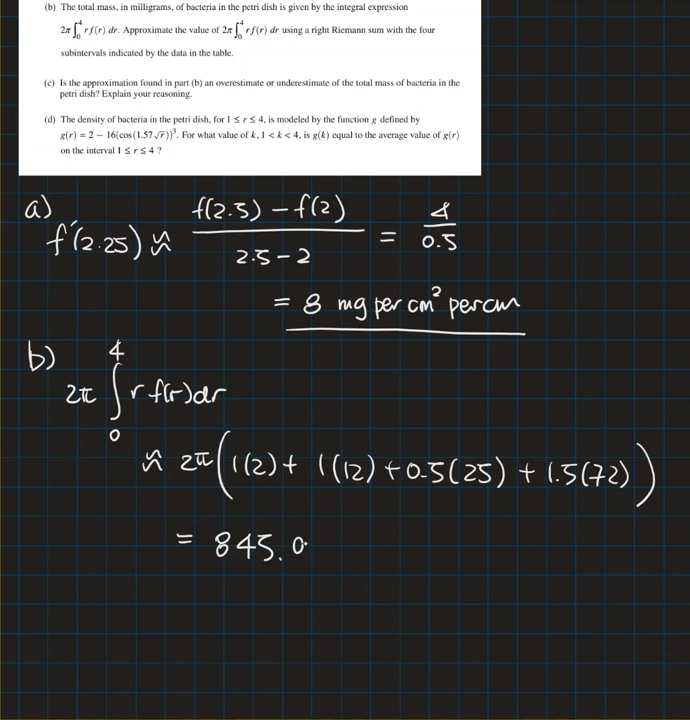 (b) The total mass, in milligrams, of bacteria in the petri dish is given by the integral expression
2π ∫₀⁴ r f(r) dr. Approximate the value of 2π ∫₀⁴ r f(r) dr using a right Riemann sum with the four
subintervals indicated by the data in the table.
(c) Is the approximation found in part (b) an overestimate or underestimate of the total mass of bacteria in the
petri dish? Explain your reasoning.
(d) The density of bacteria in the petri dish, for 1 ≤ r ≤ 4, is modeled by the function g defined by
g(r) = 2 − 16(cos(1.57√r))³. For what value of k, 1 < k < 4, is g(k) equal to the average value of g(r)
on the interval 1 ≤ r ≤ 4 ?
a)
f′(2.25) ≈ (f(2.5) − f(2))/(2.5 − 2) = 4/0.5
= 8 mg per cm² per cm
b)
2π ∫₀⁴ r f(r) dr
≈ 2π(1(2) + 1(12) + 0.5(25) + 1.5(72))
= 845.0